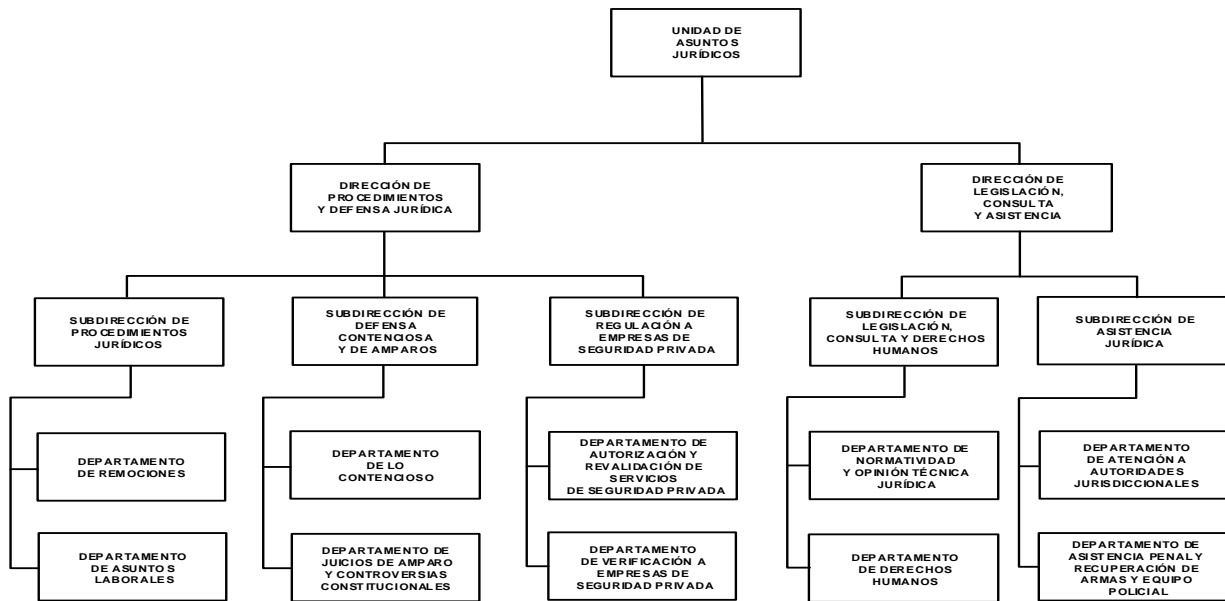 UNIDAD DE
ASUNTOS
JURÍDICOS
DIRECCIÓN DE
PROCEDIMIENTOS
Y DEFENSA JURÍDICA
DIRECCIÓN DE
LEGISLACIÓN,
CONSULTA
Y ASISTENCIA
SUBDIRECCIÓN DE
PROCEDIMIENTOS
JURÍDICOS
SUBDIRECCIÓN DE
DEFENSA
CONTENCIOSA
Y DE AMPAROS
SUBDIRECCIÓN DE
REGULACIÓN A
EMPRESAS DE
SEGURIDAD PRIVADA
SUBDIRECCIÓN DE
LEGISLACIÓN,
CONSULTA Y DERECHOS
HUMANOS
SUBDIRECCIÓN DE
ASISTENCIA
JURÍDICA
DEPARTAMENTO
DE REMOCIONES
DEPARTAMENTO
DE LO
CONTENCIOSO
DEPARTAMENTO DE
AUTORIZACIÓN Y
REVALIDACIÓN DE
SERVICIOS
DE SEGURIDAD PRIVADA
DEPARTAMENTO DE
NORMATIVIDAD
Y OPINIÓN TÉCNICA
JURÍDICA
DEPARTAMENTO
DE ATENCIÓN A
AUTORIDADES
JURISDICCIONALES
DEPARTAMENTO
DE ASUNTOS
LABORALES
DEPARTAMENTO DE
JUICIOS DE AMPARO
Y CONTROVERSIAS
CONSTITUCIONALES
DEPARTAMENTO
DE VERIFICACIÓN A
EMPRESAS DE
SEGURIDAD PRIVADA
DEPARTAMENTO
DE DERECHOS
HUMANOS
DEPARTAMENTO DE
ASISTENCIA PENAL Y
RECUPERACIÓN DE
ARMAS Y EQUIPO
POLICIAL